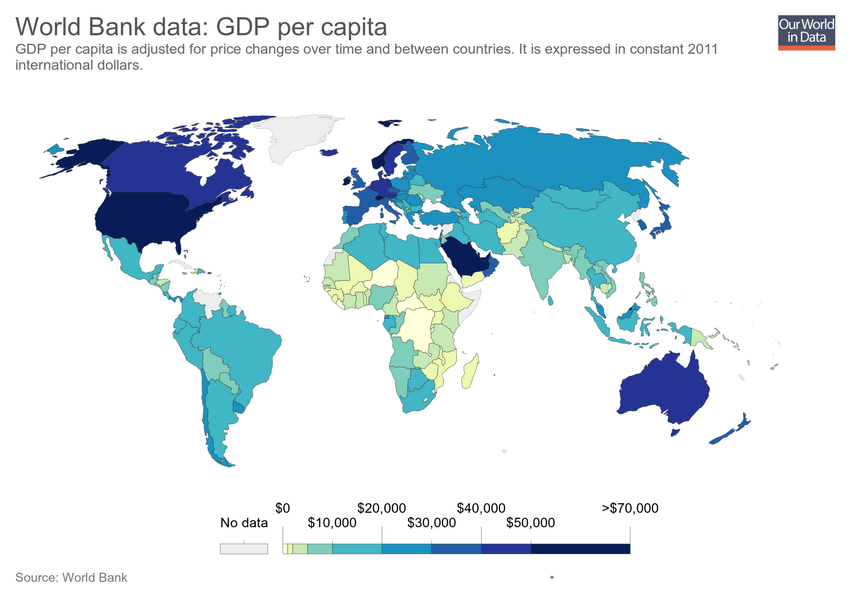 World Bank data: GDP per capita
GDP per capita is adjusted for price changes over time and between countries. It is expressed in constant 2011
international dollars.
Our World
in Data
$0
$20,000
$40,000
>$70,000
No data
$10,000
$30,000
$50,000
Source: World Bank